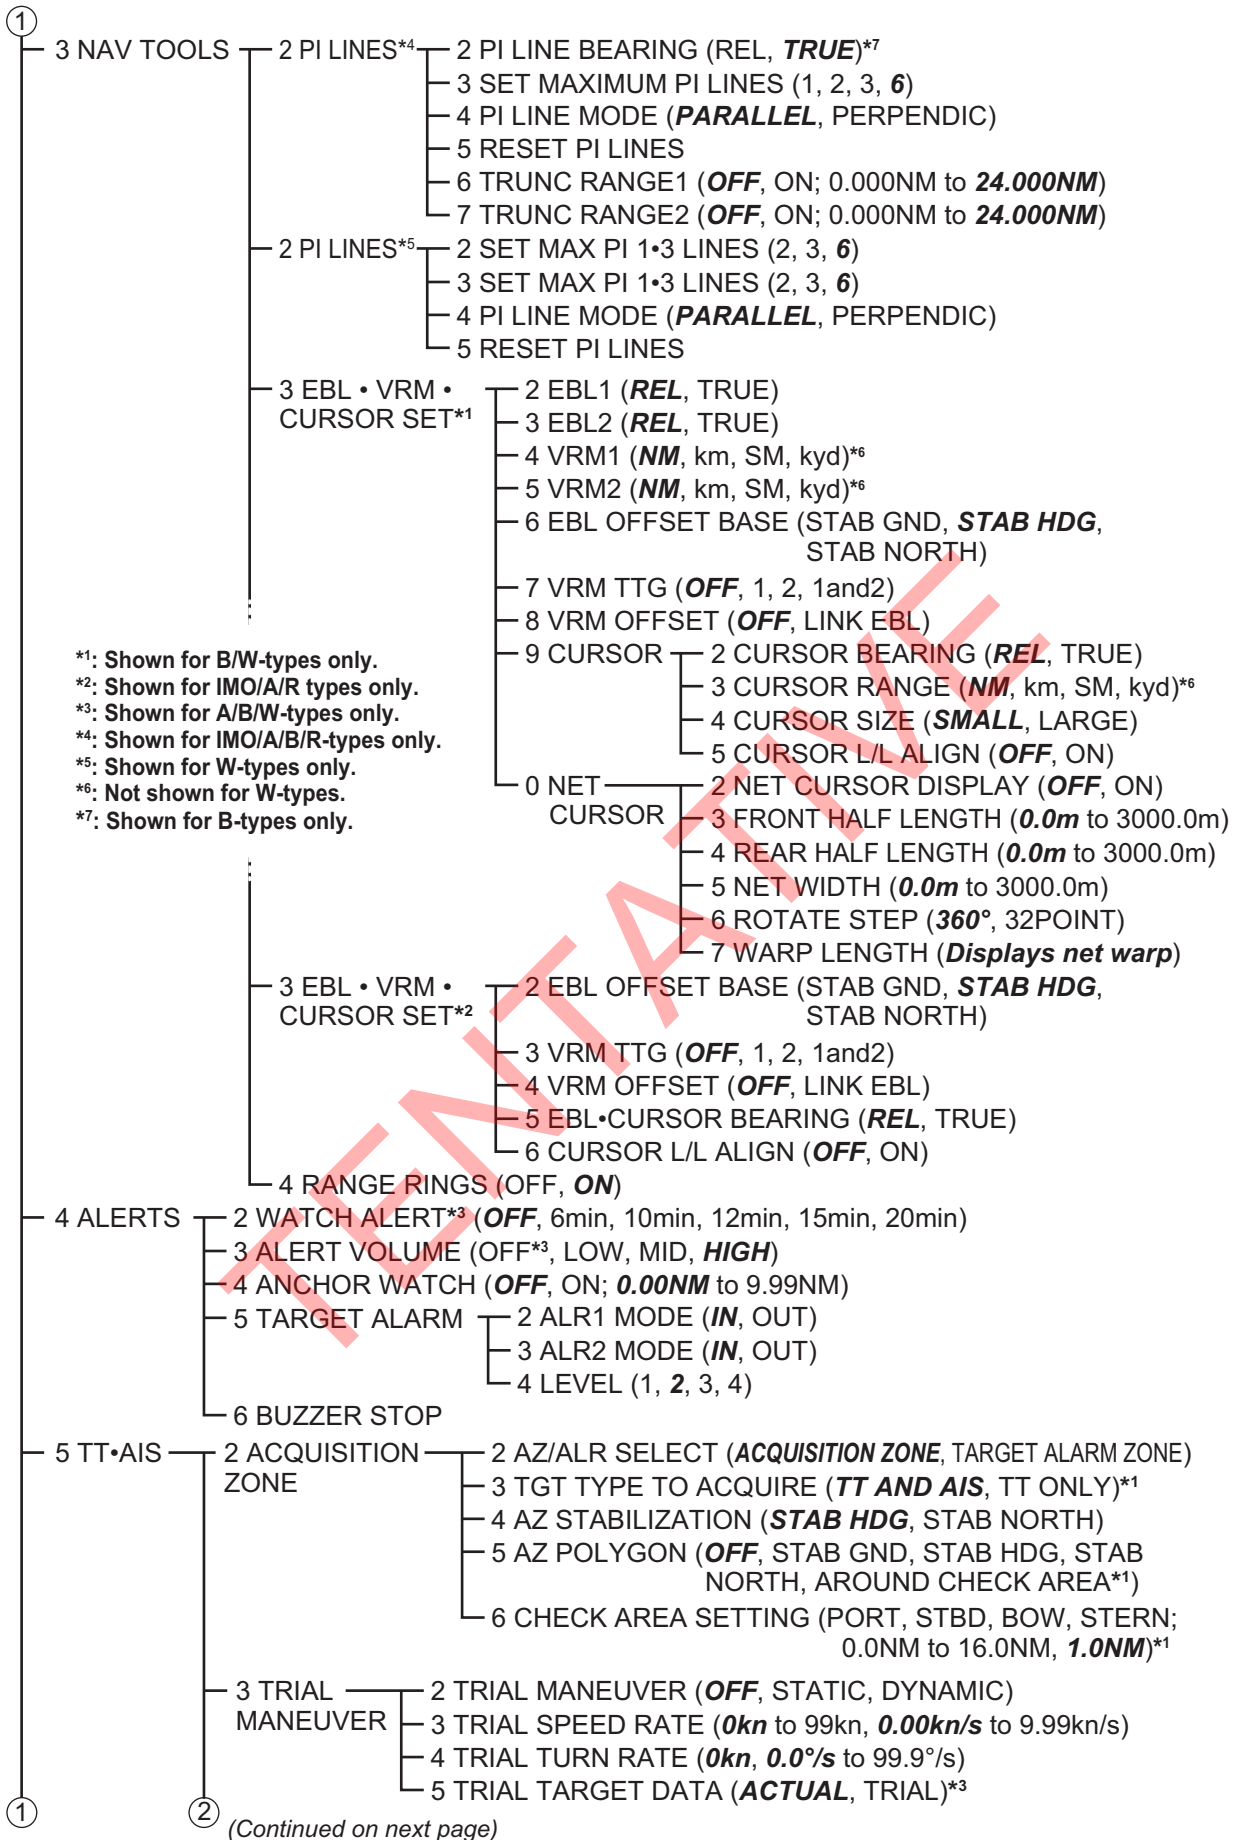 1
3 NAV TOOLS
2 PI LINES*4
2 PI LINE BEARING (REL, TRUE)*7
3 SET MAXIMUM PI LINES (1, 2, 3, 6)
4 PI LINE MODE (PARALLEL, PERPENDIC)
5 RESET PI LINES
6 TRUNC RANGE1 (OFF, ON; 0.000NM to 24.000NM)
7 TRUNC RANGE2 (OFF, ON; 0.000NM to 24.000NM)
2 PI LINES*5
2 SET MAX PI 1•3 LINES (2, 3, 6)
3 SET MAX PI 1•3 LINES (2, 3, 6)
4 PI LINE MODE (PARALLEL, PERPENDIC)
5 RESET PI LINES
3 EBL • VRM •
CURSOR SET*1
2 EBL1 (REL, TRUE)
3 EBL2 (REL, TRUE)
4 VRM1 (NM, km, SM, kyd)*6
5 VRM2 (NM, km, SM, kyd)*6
6 EBL OFFSET BASE (STAB GND, STAB HDG,
STAB NORTH)
7 VRM TTG (OFF, 1, 2, 1and2)
8 VRM OFFSET (OFF, LINK EBL)
9 CURSOR
2 CURSOR BEARING (REL, TRUE)
3 CURSOR RANGE (NM, km, SM, kyd)*6
4 CURSOR SIZE (SMALL, LARGE)
5 CURSOR L/L ALIGN (OFF, ON)
0 NET
CURSOR
2 NET CURSOR DISPLAY (OFF, ON)
3 FRONT HALF LENGTH (0.0m to 3000.0m)
4 REAR HALF LENGTH (0.0m to 3000.0m)
5 NET WIDTH (0.0m to 3000.0m)
6 ROTATE STEP (360°, 32POINT)
7 WARP LENGTH (Displays net warp)
*1: Shown for B/W-types only.
*2: Shown for IMO/A/R types only.
*3: Shown for A/B/W-types only.
*4: Shown for IMO/A/B/R-types only.
*5: Shown for W-types only.
*6: Not shown for W-types.
*7: Shown for B-types only.
3 EBL • VRM •
CURSOR SET*2
2 EBL OFFSET BASE (STAB GND, STAB HDG,
STAB NORTH)
3 VRM TTG (OFF, 1, 2, 1and2)
4 VRM OFFSET (OFF, LINK EBL)
5 EBL•CURSOR BEARING (REL, TRUE)
6 CURSOR L/L ALIGN (OFF, ON)
4 RANGE RINGS (OFF, ON)
4 ALERTS
2 WATCH ALERT*3 (OFF, 6min, 10min, 12min, 15min, 20min)
3 ALERT VOLUME (OFF*3, LOW, MID, HIGH)
4 ANCHOR WATCH (OFF, ON; 0.00NM to 9.99NM)
5 TARGET ALARM
2 ALR1 MODE (IN, OUT)
3 ALR2 MODE (IN, OUT)
4 LEVEL (1, 2, 3, 4)
6 BUZZER STOP
5 TT•AIS
2 ACQUISITION
ZONE
2 AZ/ALR SELECT (ACQUISITION ZONE, TARGET ALARM ZONE)
3 TGT TYPE TO ACQUIRE (TT AND AIS, TT ONLY)*1
4 AZ STABILIZATION (STAB HDG, STAB NORTH)
5 AZ POLYGON (OFF, STAB GND, STAB HDG, STAB
NORTH, AROUND CHECK AREA*1)
6 CHECK AREA SETTING (PORT, STBD, BOW, STERN;
0.0NM to 16.0NM, 1.0NM)*1
3 TRIAL
MANEUVER
2 TRIAL MANEUVER (OFF, STATIC, DYNAMIC)
3 TRIAL SPEED RATE (0kn to 99kn, 0.00kn/s to 9.99kn/s)
4 TRIAL TURN RATE (0kn, 0.0°/s to 99.9°/s)
5 TRIAL TARGET DATA (ACTUAL, TRIAL)*3
1
2
(Continued on next page)
TENTATIVE